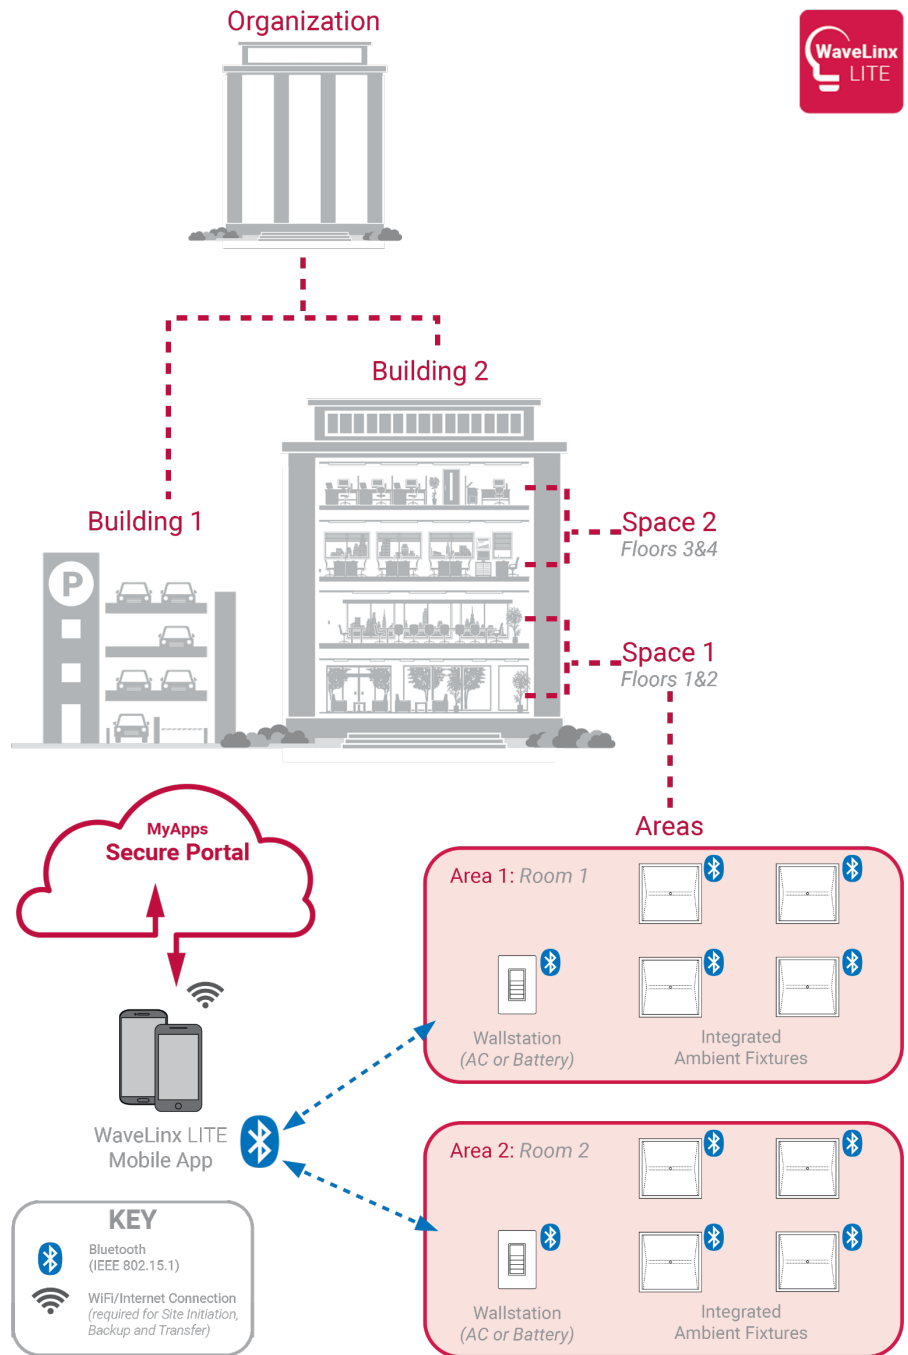 Organization
WaveLinx
LITE
Building 2
Building 1
P
Space 2
Floors 3&4
Space 1
Floors 1&2
Areas
MyApps
Secure Portal
WaveLinx LITE
Mobile App
Area 1: Room 1
Wallstation
(AC or Battery)
Integrated
Ambient Fixtures
Area 2: Room 2
Wallstation
(AC or Battery)
Integrated
Ambient Fixtures
KEY
Bluetooth
(IEEE 802.15.1)
WiFi/Internet Connection
(required for Site Initiation,
Backup and Transfer)